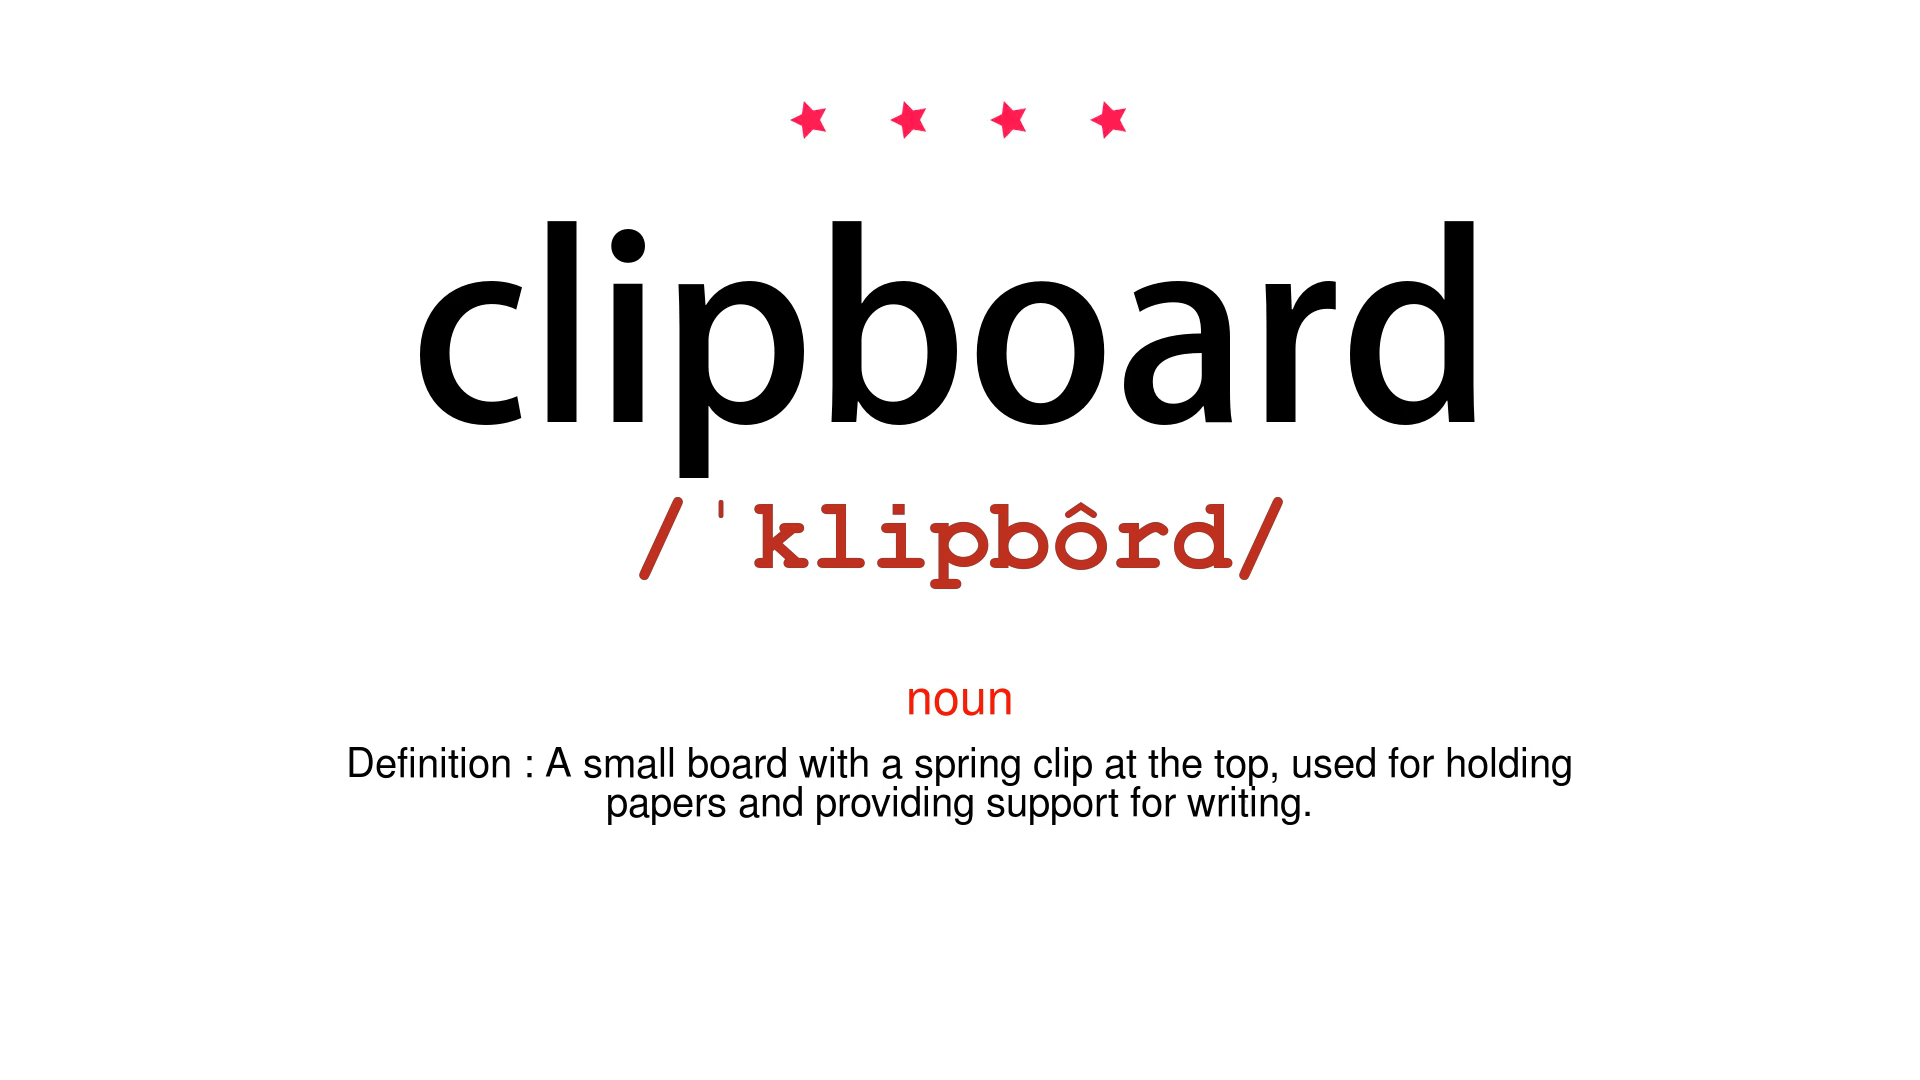 clipboard
/ˈklipbôrd/
noun
Definition : A small board with a spring clip at the top, used for holding
papers and providing support for writing.